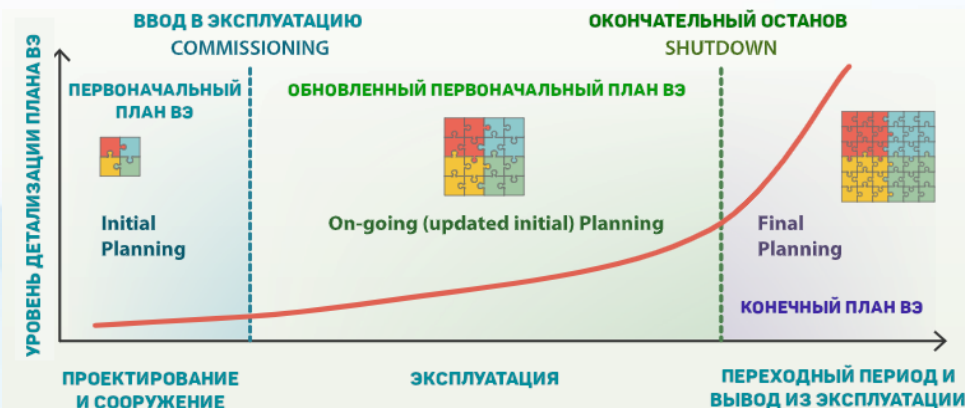 ВВОД В ЭКСПЛУАТАЦИЮ
COMMISSIONING
ОКОНЧАТЕЛЬНЫЙ ОСТАНОВ
SHUTDOWN
УРОВЕНЬ ДЕТАЛИЗАЦИИ ПЛАНА ВЭ
ПЕРВОНАЧАЛЬНЫЙ
ПЛАН ВЭ
ОБНОВЛЕННЫЙ ПЕРВОНАЧАЛЬНЫЙ ПЛАН ВЭ
Initial
Planning
On-going (updated initial) Planning
Final
Planning
КОНЕЧНЫЙ ПЛАН ВЭ
ПРОЕКТИРОВАНИЕ
И СООРУЖЕНИЕ
ЭКСПЛУАТАЦИЯ
ПЕРЕХОДНЫЙ ПЕРИОД И
ВЫВОД ИЗ ЭКСПЛУАТАЦИИ